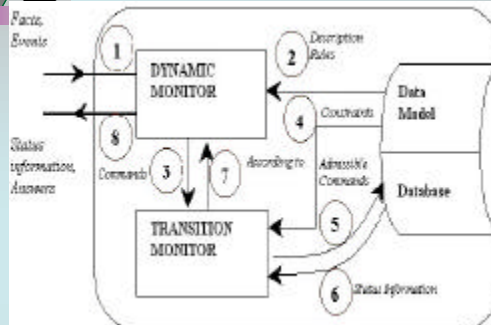 Facts,
Events
1
DYNAMIC
MONITOR
2
Description
Rules
Data
Model
4
Constraints
8
Status
information,
Answers
Commands
3
7
According to
Admissible
Commands
Database
TRANSITION
MONITOR
5
6
Status Information